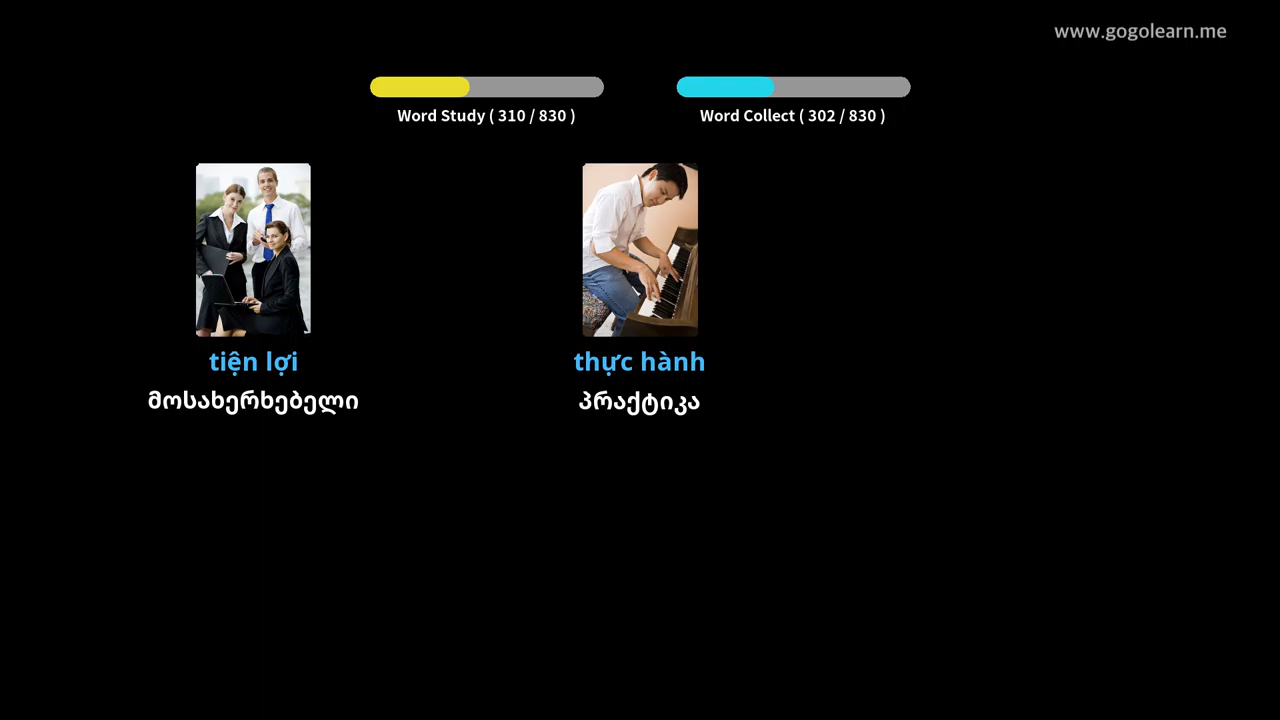 www.gogolearn.me
Word Study ( 310 / 830 )
Word Collect ( 302 / 830 )
tiện lợi
მოსახერხებელი
thực hành
პრაქტიკა